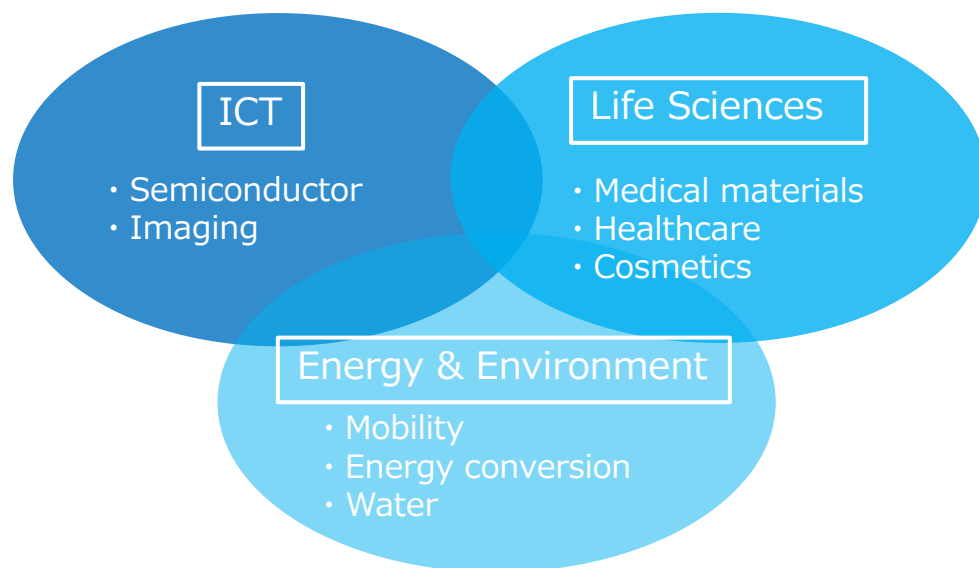 ICT
・Semiconductor
・Imaging
Life Sciences
・Medical materials
・Healthcare
・Cosmetics
Energy & Environment
・Mobility
・Energy conversion
・Water